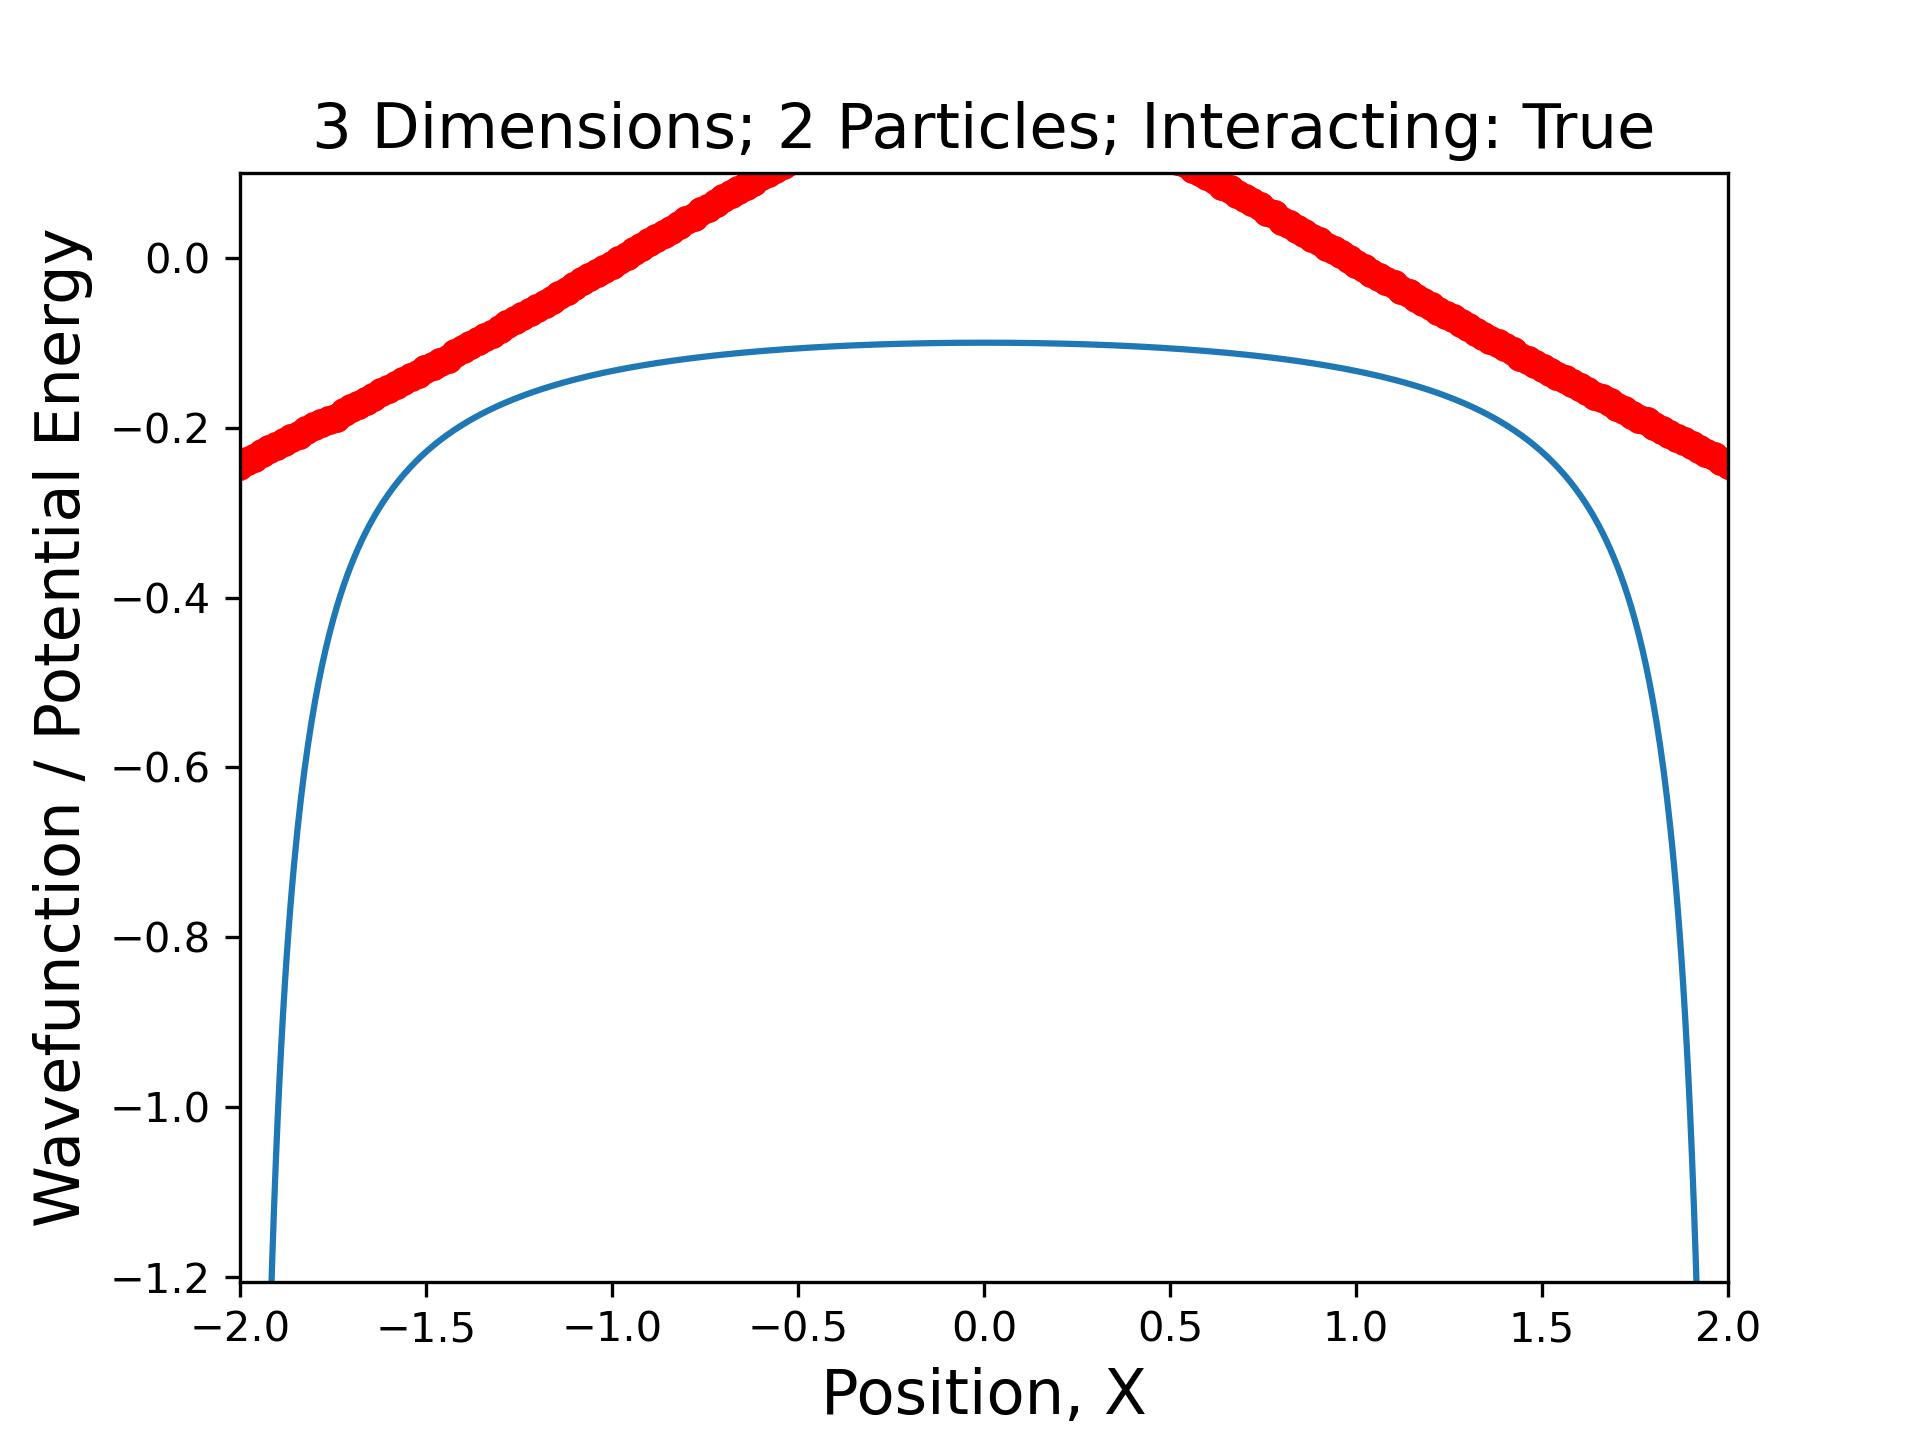 3 Dimensions; 2 Particles; Interacting: True
Wavefunction / Potential Energy
0.0
−0.2
−0.4
−0.6
−0.8
−1.0
−1.2
−2.0 −1.5 −1.0 −0.5 0.0 0.5 1.0 1.5 2.0
Position, X